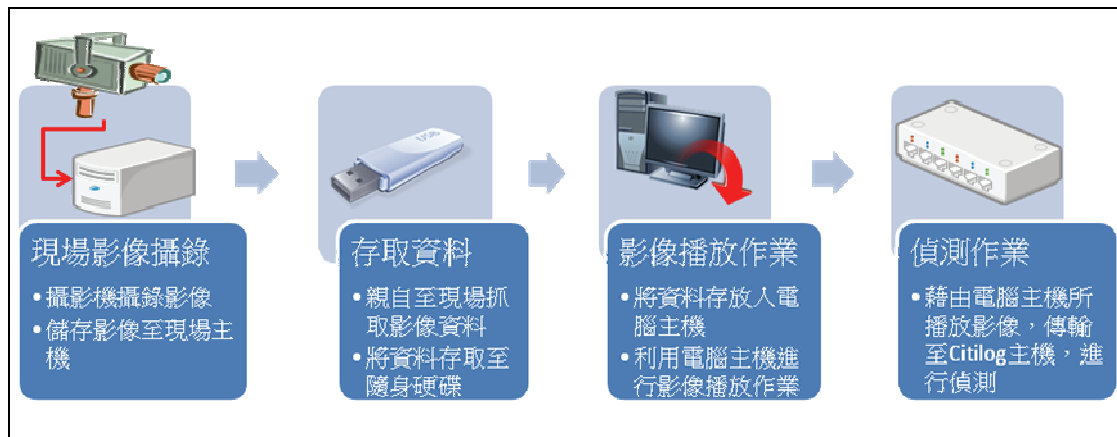 USB
現場影像攝錄
•攝影機攝錄影像
•儲存影像至現場主
機
存取資料
•親自至現場抓
取影像資料
•將資料存取至
隨身硬碟
影像播放作業
•將資料存放入電
腦主機
•利用電腦主機進
行影像播放作業
偵測作業
•藉由電腦主機所
播放影像，傳輸
至Citilog主機，進
行偵測